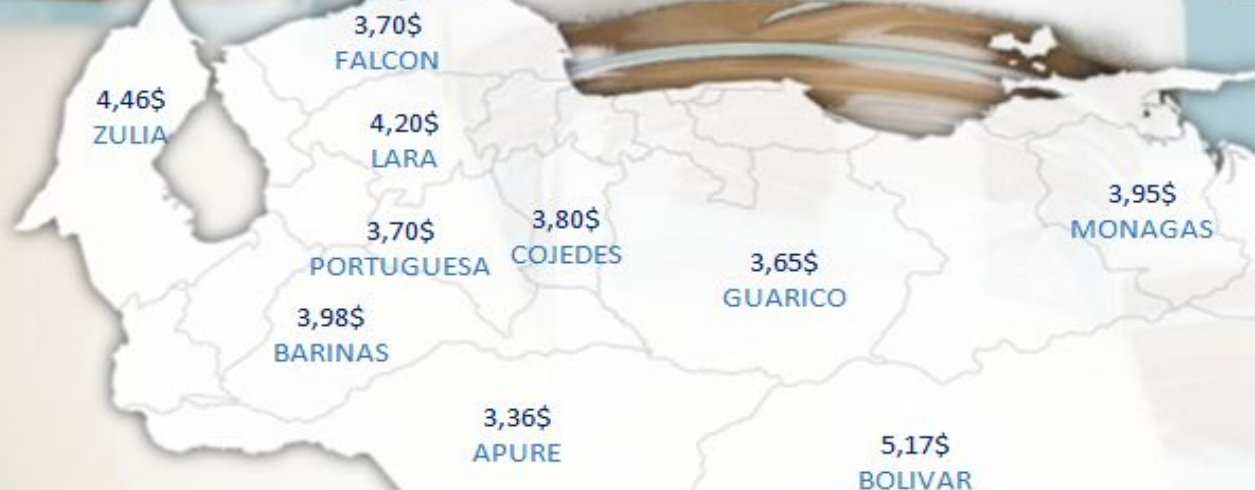 3,70$
FALCON
4,46$
ZULIA
4,20$
LARA
3,95$
MONAGAS
3,80$
COJEDES
3,70$
PORTUGUESA
3,65$
GUARICO
3,98$
BARINAS
3,36$
APURE
5,17$
BOLIVAR